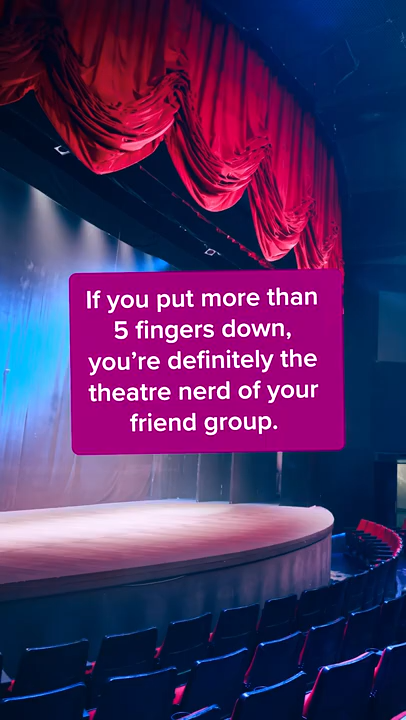 If you put more than
5 fingers down,
you’re definitely the
theatre nerd of your
friend group.